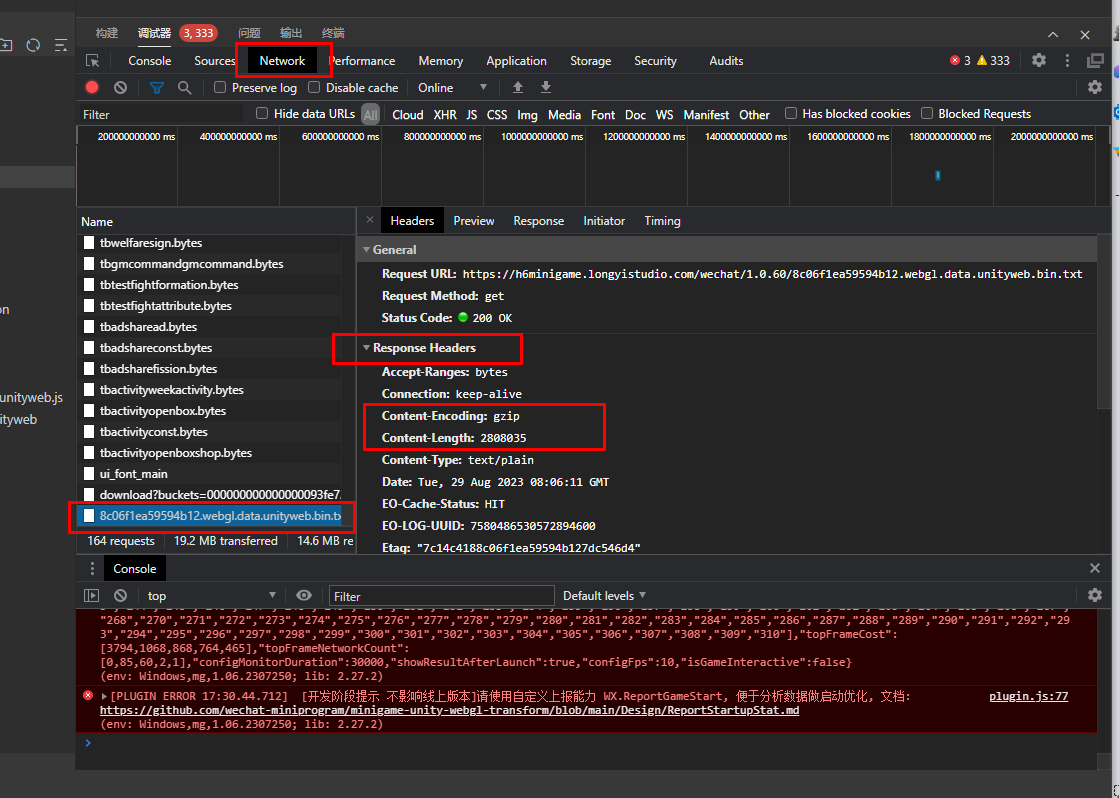 构建 调试器 3, 333 问题 输出 终端
Console Sources Network Performance Memory Application Storage Security Audits 3 333
Preserve log Disable cache Online
Filter Hide data URLs All Cloud XHR JS CSS Img Media Font Doc WS Manifest Other Has blocked cookies Blocked Requests
200000000000 ms 400000000000 ms 600000000000 ms 800000000000 ms 1000000000000 ms 1200000000000 ms 1400000000000 ms 1600000000000 ms 1800000000000 ms 2000000000000 ms
Name
tbwelfaresign.bytes
tbgmcommandgmcommand.bytes
tbtestfightformation.bytes
tbtestfightattribute.bytes
tbadsharead.bytes
tbadshareconst.bytes
tbadsharefission.bytes
tbactivityweekactivity.bytes
tbactivityopenbox.bytes
tbactivityconst.bytes
tbactivityopenboxshop.bytes
ui_font_main
download?buckets=000000000000000093fe7.
8c06f1ea59594b12.webgl.data.unityweb.bin.tx
164 requests 19.2 MB transferred 14.6 MB re
on
unityweb.js
ityweb
Headers Preview Response Initiator Timing
General
Request URL: https://h6minigame.longyistudio.com/wechat/1.0.60/8c06f1ea59594b12.webgl.data.unityweb.bin.txt
Request Method: get
Status Code: 200 OK
Response Headers
Accept-Ranges: bytes
Connection: keep-alive
Content-Encoding: gzip
Content-Length: 2808035
Content-Type: text/plain
Date: Tue, 29 Aug 2023 08:06:11 GMT
EO-Cache-Status: HIT
EO-LOG-UUID: 7580486530572894600
Etag: "7c14c4188c06f1ea59594b127dc546d4"
Console
top Filter Default levels
"268","270","271","272","273","274","275","276","277","278","279","280","281","282","283","284","285","286","287","288","289","290","291","292","29
3","294","295","296","297","298","299","300","301","302","303","304","305","306","307","308","309","310"],"topFrameCost":
[3794,1068,868,764,465],"topFrameNetworkCount":
[0,85,60,2,1],"configMonitorDuration":30000,"showResultAfterLaunch":true,"configFps":10,"isGameInteractive":false}
(env: Windows,mg,1.06.2307250; lib: 2.27.2)
[PLUGIN ERROR 17:30:44.712] [开发阶段提示 不影响线上版本]请使用自定义上报能力 WX.ReportGameStart, 便于分析数据做启动优化, 文档: plugin.js:77
https://github.com/wechat-miniprogram/minigame-unity-webgl-transform/blob/main/Design/ReportStartupStat.md
(env: Windows,mg,1.06.2307250; lib: 2.27.2)